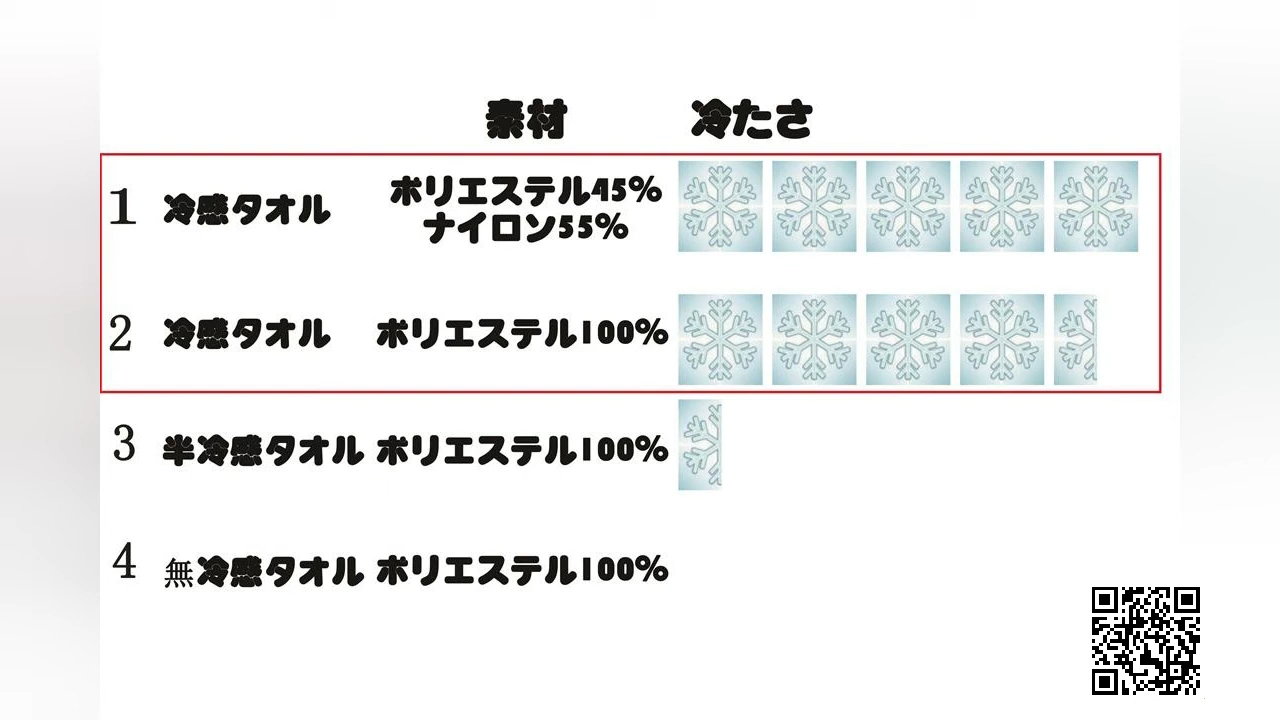 素材 冷たさ
1 冷感タオル ポリエステル45%
ナイロン55%
2 冷感タオル ポリエステル100%
3 半冷感タオル ポリエステル100%
4 無冷感タオル ポリエステル100%